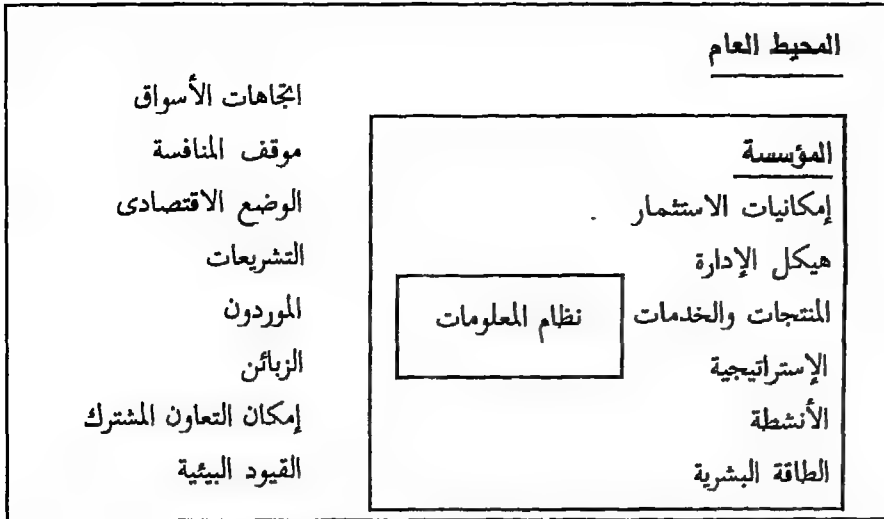 المحيط العام
المؤسسة
إمكانيات الاستثمار
هيكل الإدارة
المنتجات والخدمات
الإستراتيجية
الأنشطة
الطاقة البشرية
نظام المعلومات
اتجاهات الأسواق
موقف المنافسة
الوضع الاقتصادى
التشريعات
الموردون
الزبائن
إمكان التعاون المشترك
القيود البيئية